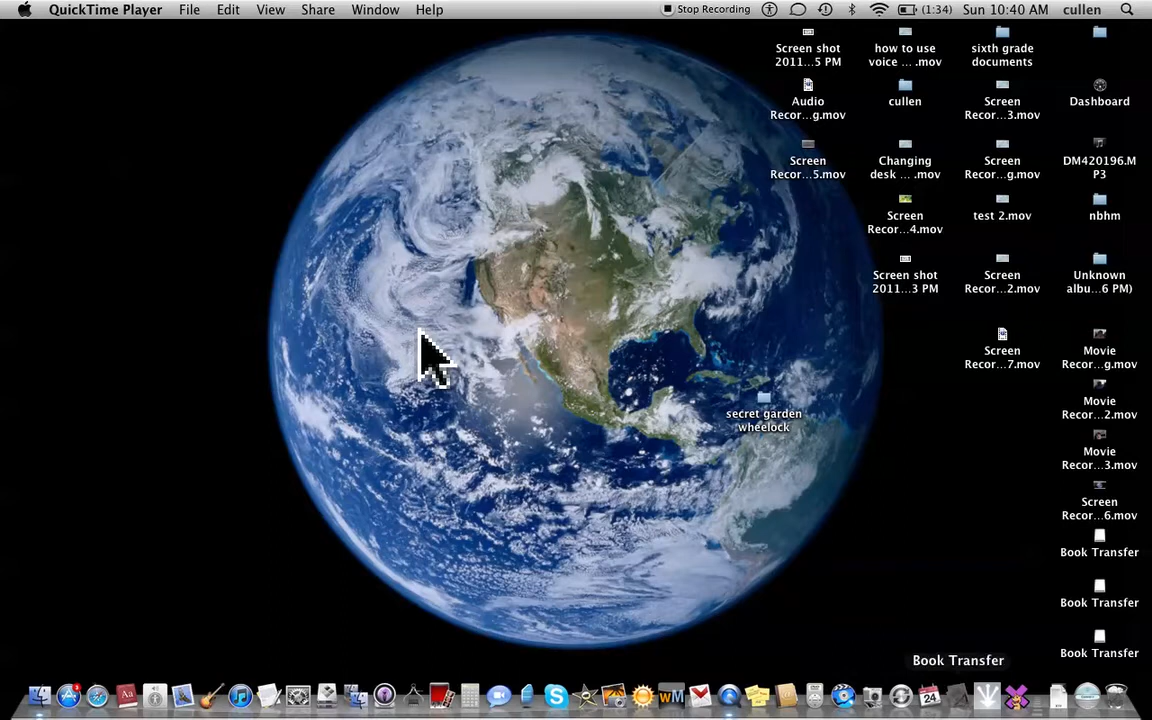 QuickTime Player File Edit View Share Window Help Stop Recording (1:34) Sun 10:40 AM cullen
Screen shot
2011...5 PM
how to use
voice ... .mov
sixth grade
documents
Audio
Recor...g.mov
cullen
Screen
Recor...3.mov
Dashboard
Screen
Recor...5.mov
Changing
desk ... .mov
Screen
Recor...g.mov
DM420196.M
P3
Screen
Recor...4.mov
test 2.mov
nbhm
Screen shot
2011...3 PM
Screen
Recor...2.mov
Unknown
albu...6 PM)
Screen
Recor...7.mov
Movie
Recor...g.mov
Movie
Recor...2.mov
secret garden
wheelock
Movie
Recor...3.mov
Screen
Recor...6.mov
Book Transfer
Book Transfer
Book Transfer
Book Transfer
Aa
wM
24